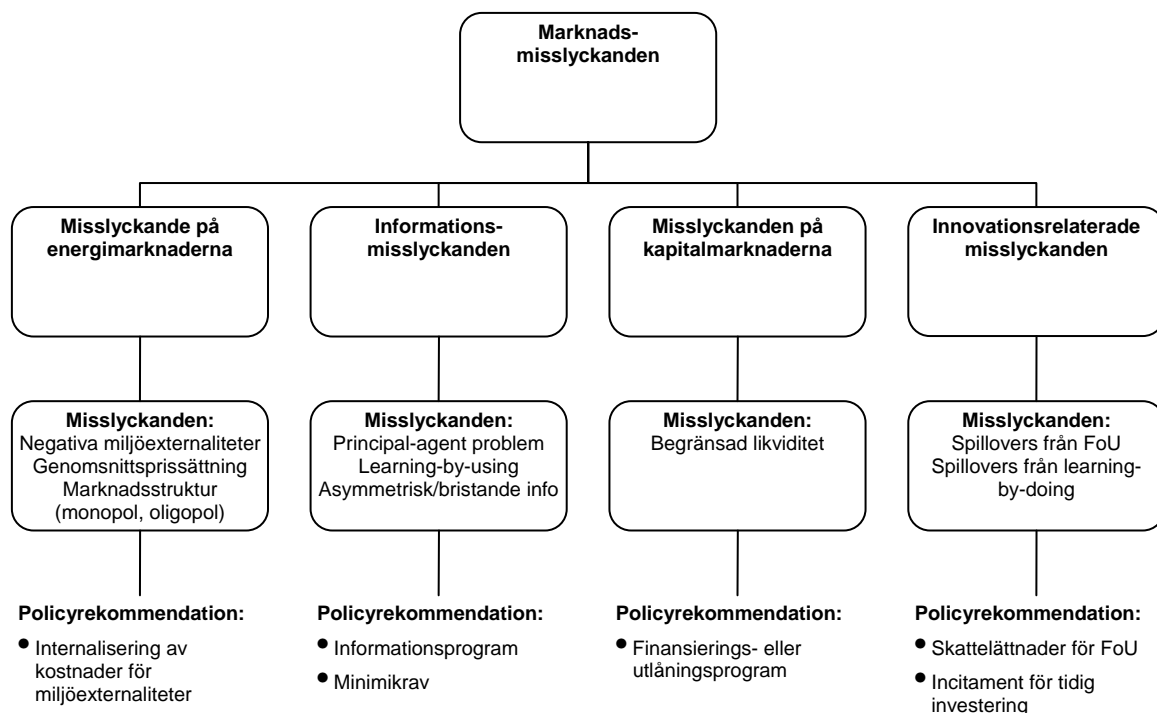 Marknads-
misslyckanden
Misslyckande på
energimarknaderna
Informations-
misslyckanden
Misslyckanden på
kapitalmarknaderna
Innovationsrelaterade
misslyckanden
Misslyckanden:
Negativa miljöexternaliteter
Genomsnittsprissättning
Marknadsstruktur
(monopol, oligopol)
Misslyckanden:
Principal-agent problem
Learning-by-using
Asymmetrisk/bristande info
Misslyckanden:
Begränsad likviditet
Misslyckanden:
Spillovers från FoU
Spillovers från learning-
by-doing
Policyrekommendation:
• Internalisering av
kostnader för
miljöexternaliteter
Policyrekommendation:
• Informationsprogram
• Minimikrav
Policyrekommendation:
• Finansierings- eller
utlåningsprogram
Policyrekommendation:
• Skattelättnader för FoU
• Incitament för tidig
investering